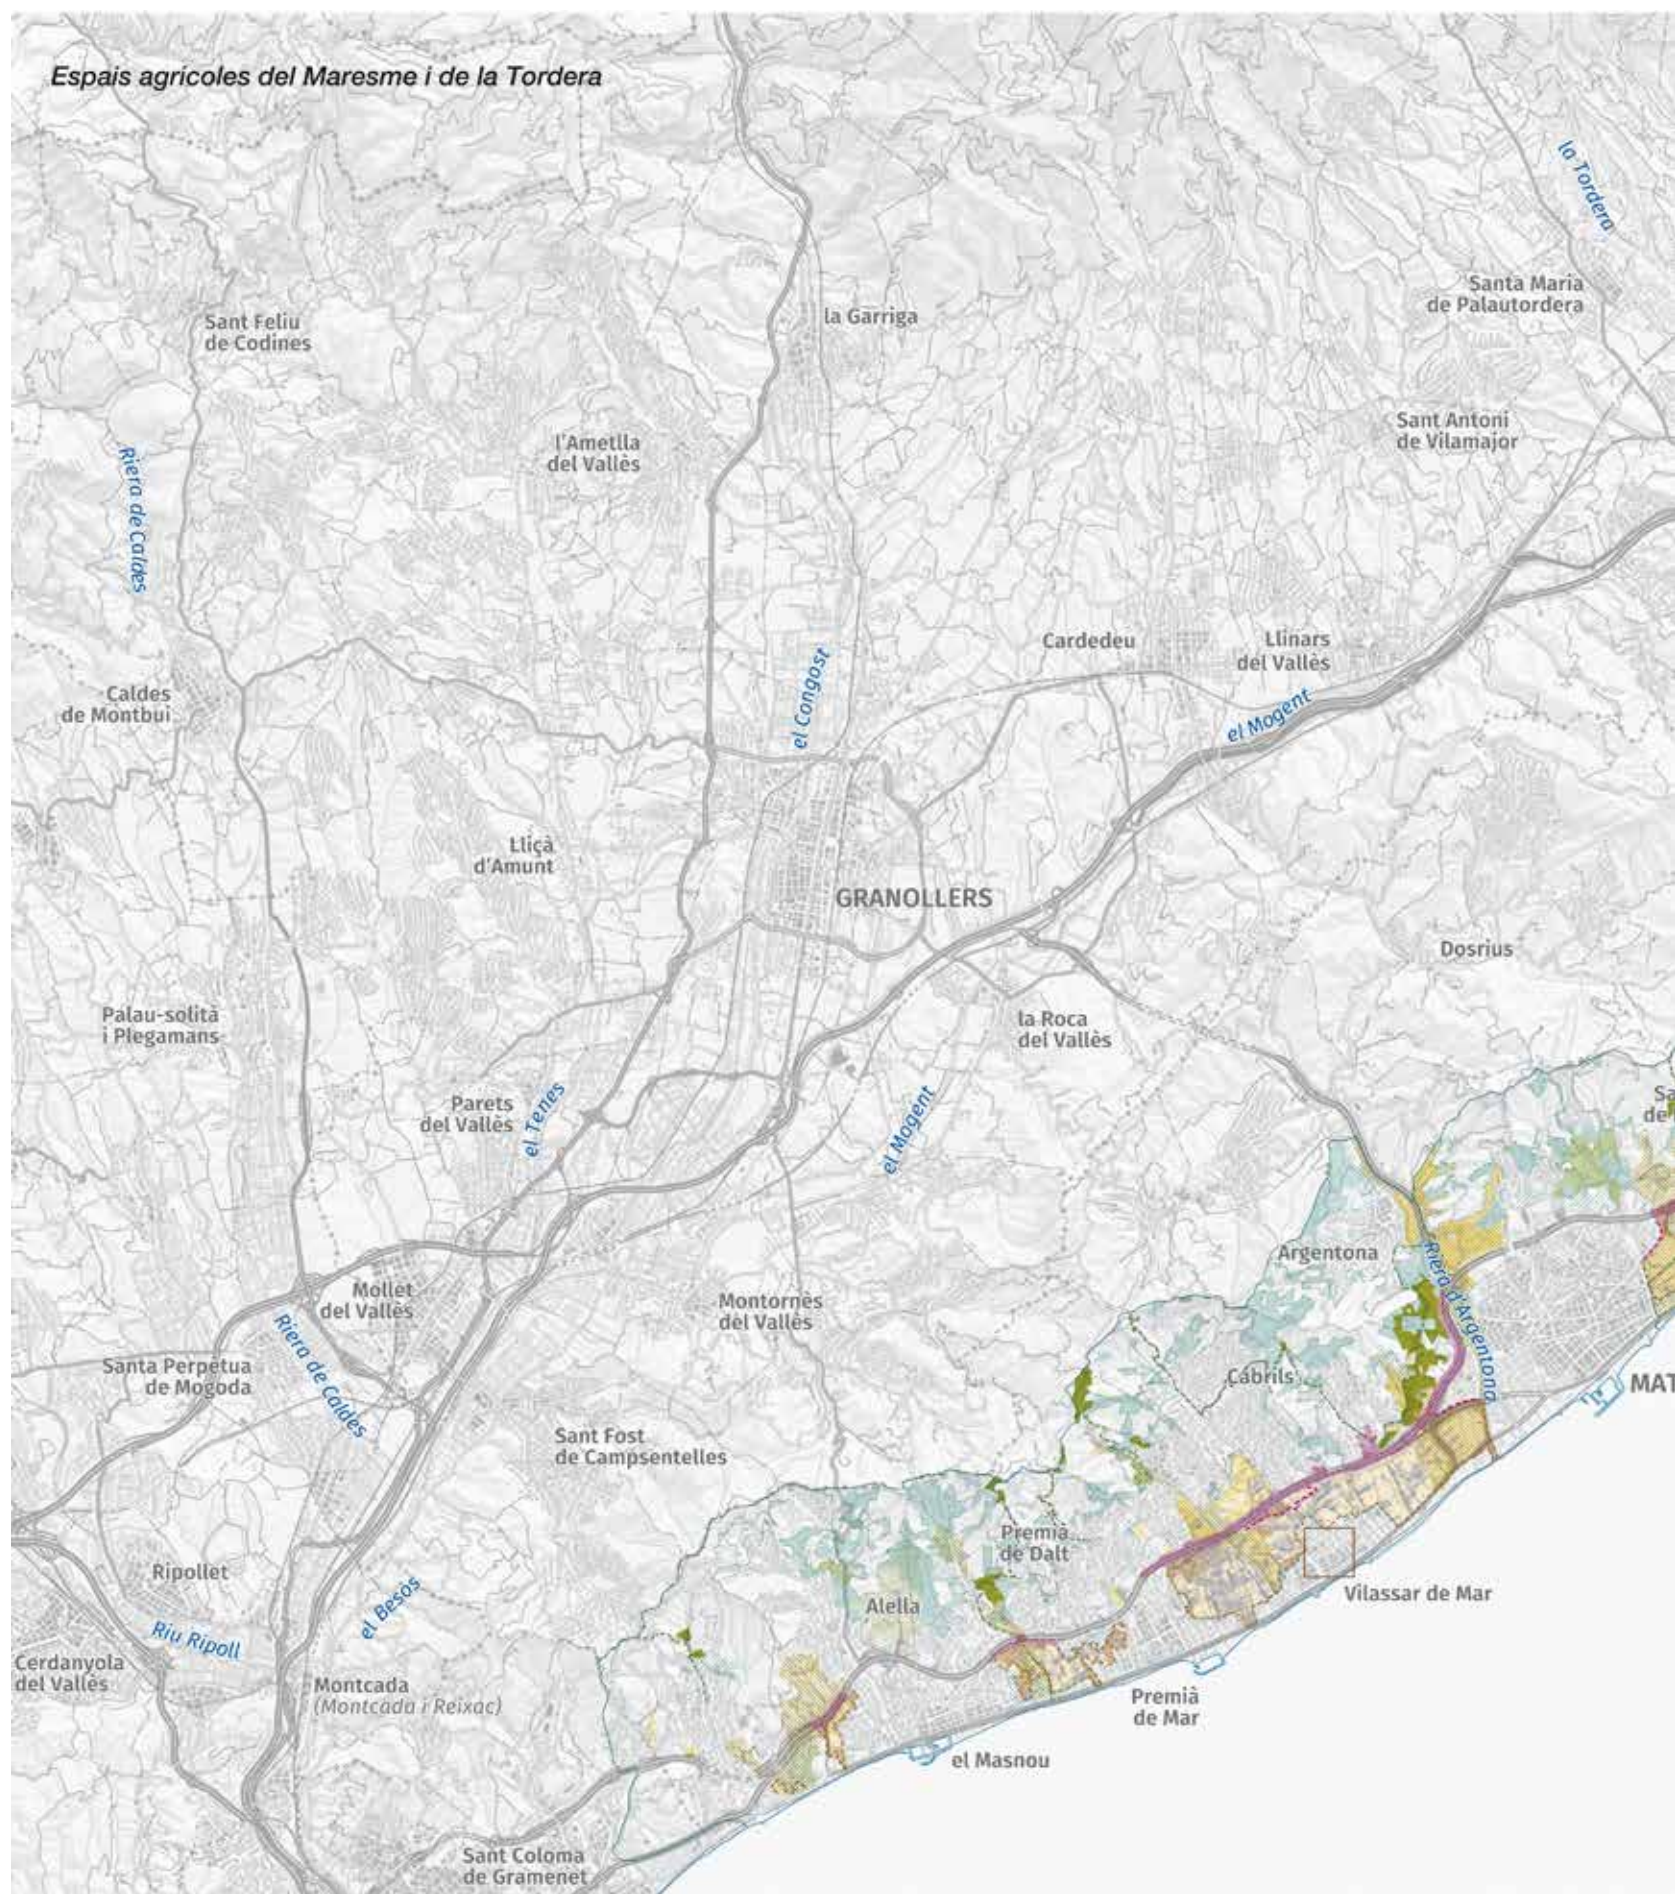 Espais agrícoles del Maresme i de la Tordera
la Tordera
Santa Maria
de Palautordera
la Garriga
Sant Feliu
de Codines
Sant Antoni
de Vilamajor
l'Ametlla
del Vallès
Riera de Caldes
Cardedeu
Llinars
del Vallès
el Congost
Caldes
de Montbui
el Mogent
Lliçà
d'Amunt
GRANOLLERS
Dosrius
Palau-solità
i Plegamans
la Roca
del Vallès
Sa
de
Parets
del Vallès
el Tenes
el Mogent
Argentona
Riera d'Argentona
Mollet
del Vallès
Montornès
del Vallès
Riera de Caldes
Santa Perpètua
de Mogoda
Cabrils
MAT
Sant Fost
de Campsentelles
Premià
de Dalt
Ripollet
Vilassar de Mar
el Besos
Alella
Riu Ripoll
Cerdanyola
del Vallès
Montcada
(Montcada i Reixac)
Premià
de Mar
el Masnou
Sant Coloma
de Gramenet